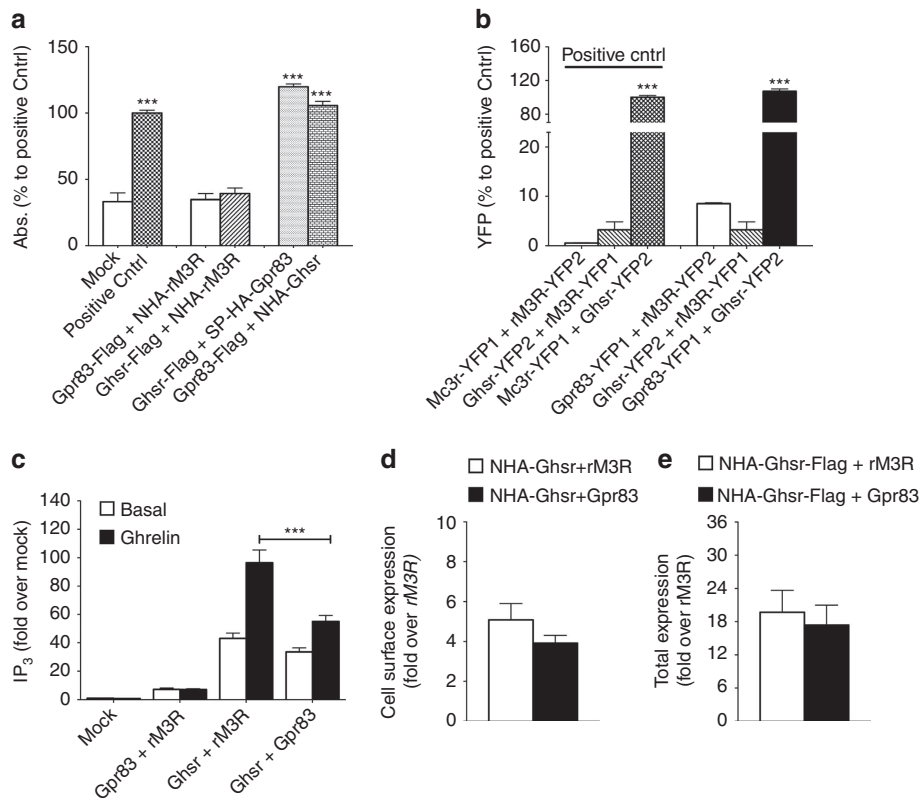 a
Abs. (% to positive Cntrl)
150
100
50
0
***
***
***
Mock
Positive Cntrl
Gpr83-Flag + NHA-rM3R
Ghsr-Flag + NHA-rM3R
Ghsr-Flag + SP-HA-Gpr83
Gpr83-Flag + NHA-Ghsr
b
YFP (% to positive Cntrl)
160
120
100
80
60
20
10
0
Positive cntrl
***
***
Mc3r-YFP1 + rM3R-YFP2
Ghsr-YFP2 + rM3R-YFP1
Mc3r-YFP1 + Ghsr-YFP2
Gpr83-YFP1 + rM3R-YFP2
Ghsr-YFP2 + rM3R-YFP1
Gpr83-YFP1 + Ghsr-YFP2
c
IP3 (fold over mock)
140
120
100
80
60
40
20
0
Basal
Ghrelin
***
Mock
Gpr83 + rM3R
Ghsr + rM3R
Ghsr + Gpr83
d
NHA-Ghsr+rM3R
NHA-Ghsr+Gpr83
Cell surface expression
(fold over rM3R)
10
8
6
4
2
0
e
NHA-Ghsr-Flag + rM3R
NHA-Ghsr-Flag + Gpr83
Total expression
(fold over rM3R)
36
30
24
18
12
6
0